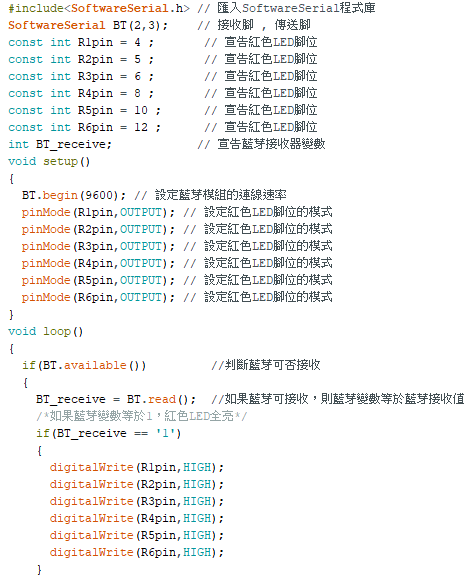 #include<SoftwareSerial.h> // 匯入SoftwareSerial程式庫
SoftwareSerial BT(2,3);    // 接收腳 , 傳送腳
const int R1pin = 4 ;       // 宣告紅色LED腳位
const int R2pin = 5 ;       // 宣告紅色LED腳位
const int R3pin = 6 ;       // 宣告紅色LED腳位
const int R4pin = 8 ;       // 宣告紅色LED腳位
const int R5pin = 10 ;      // 宣告紅色LED腳位
const int R6pin = 12 ;      // 宣告紅色LED腳位
int BT_receive;            // 宣告藍芽接收器變數
void setup()
{
  BT.begin(9600); // 設定藍芽模組的連線速率
  pinMode(R1pin,OUTPUT); // 設定紅色LED腳位的模式
  pinMode(R2pin,OUTPUT); // 設定紅色LED腳位的模式
  pinMode(R3pin,OUTPUT); // 設定紅色LED腳位的模式
  pinMode(R4pin,OUTPUT); // 設定紅色LED腳位的模式
  pinMode(R5pin,OUTPUT); // 設定紅色LED腳位的模式
  pinMode(R6pin,OUTPUT); // 設定紅色LED腳位的模式
}
void loop()
{
  if(BT.available())         //判斷藍芽可否接收
  {
    BT_receive = BT.read();  //如果藍芽可接收，則藍芽變數等於藍芽接收值
    /*如果藍芽變數等於1，紅色LED全亮*/
    if(BT_receive == '1')
    {
      digitalWrite(R1pin,HIGH);
      digitalWrite(R2pin,HIGH);
      digitalWrite(R3pin,HIGH);
      digitalWrite(R4pin,HIGH);
      digitalWrite(R5pin,HIGH);
      digitalWrite(R6pin,HIGH);
    }